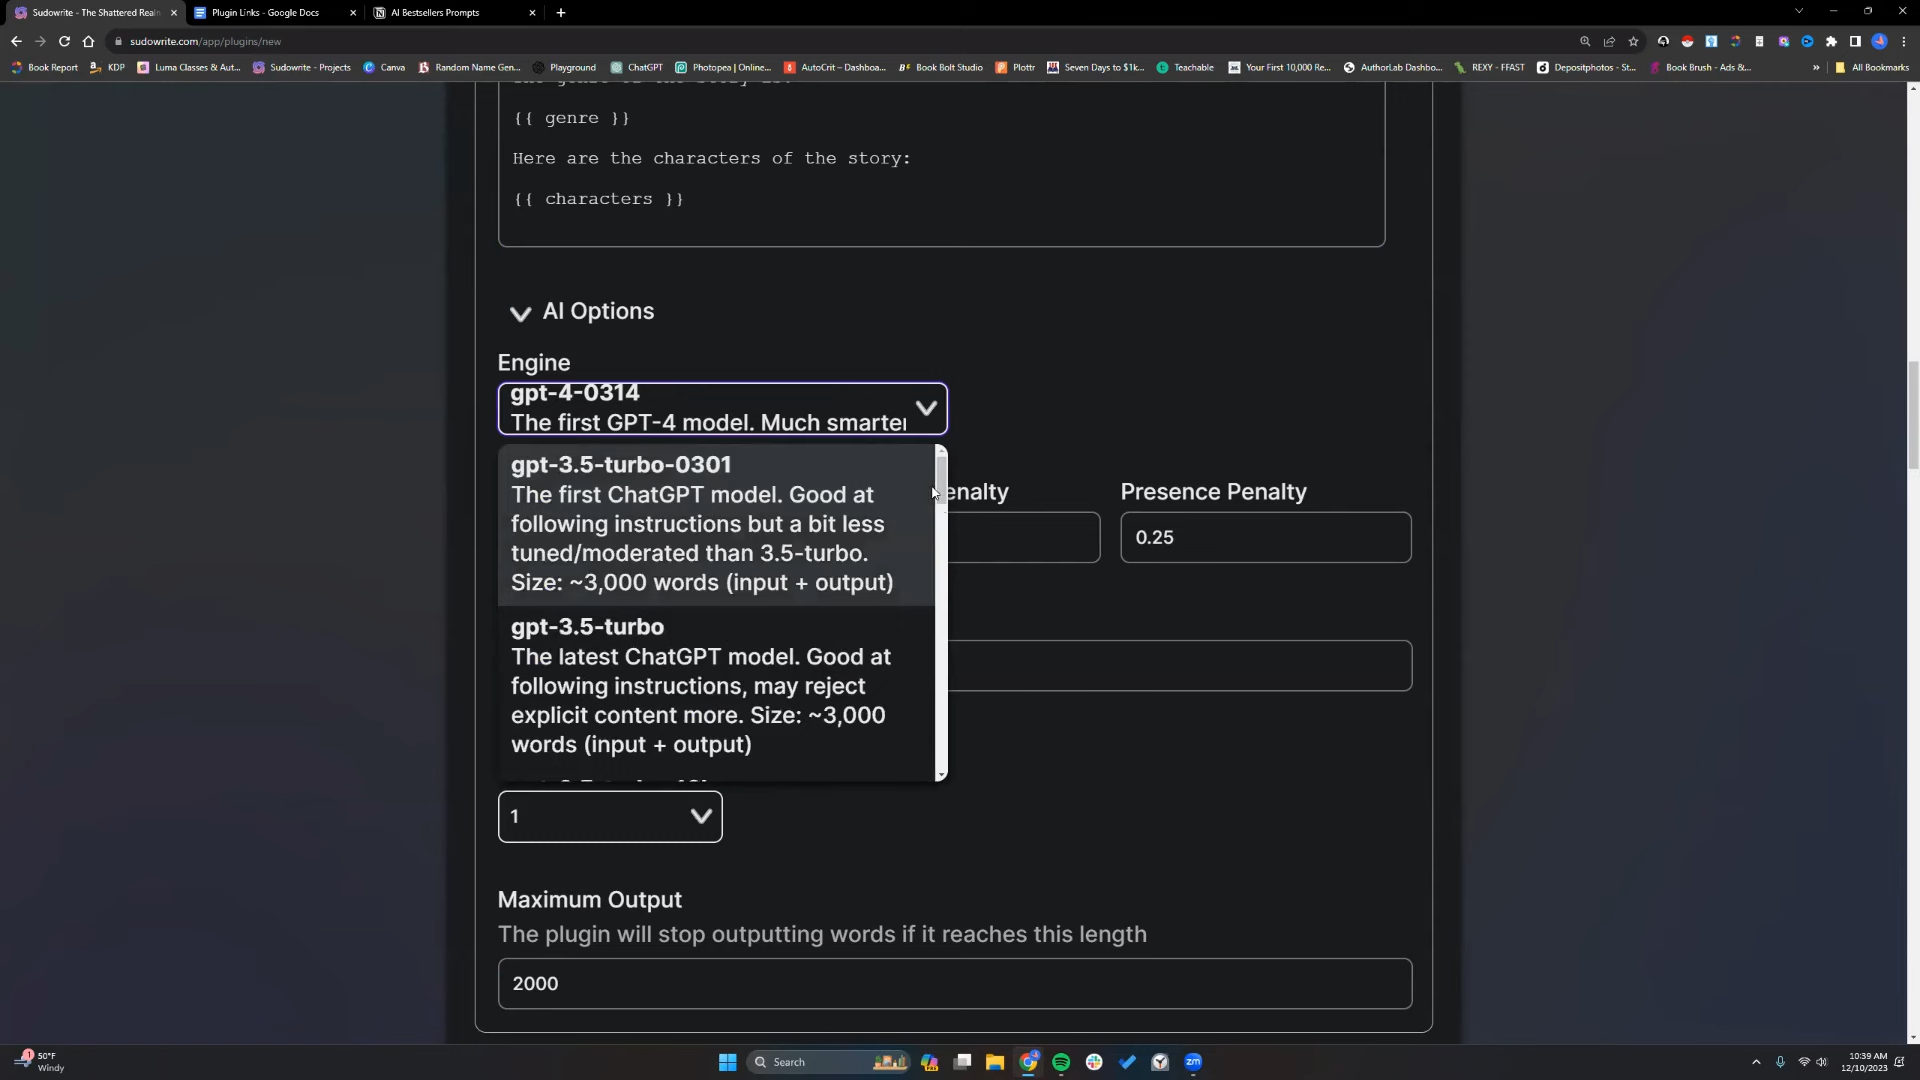 Sudowrite - The Shattered Real
Plugin Links - Google Docs
AI Bestsellers Prompts
sudowrite.com/app/plugins/new
Book Report
KDP
Luma Classes & Aut...
Sudowrite - Projects
Canva
Random Name Gen...
Playground
ChatGPT
Photopea | Online...
AutoCrit – Dashboa...
Book Bolt Studio
Plottr
Seven Days to $1k...
Teachable
Your First 10,000 Re...
AuthorLab Dashbo...
REXY - FFAST
Depositphotos - St...
Book Brush - Ads &...
»
All Bookmarks
{{ genre }}
Here are the characters of the story:
{{ characters }}
AI Options
Engine
gpt-4-0314
The first GPT-4 model. Much smarter
gpt-3.5-turbo-0301
The first ChatGPT model. Good at
following instructions but a bit less
tuned/moderated than 3.5-turbo.
Size: ~3,000 words (input + output)
gpt-3.5-turbo
The latest ChatGPT model. Good at
following instructions, may reject
explicit content more. Size: ~3,000
words (input + output)
enalty
Presence Penalty
0.25
1
Maximum Output
The plugin will stop outputting words if it reaches this length
2000
1
50°F
Windy
Search
zm
10:39 AM
12/10/2023